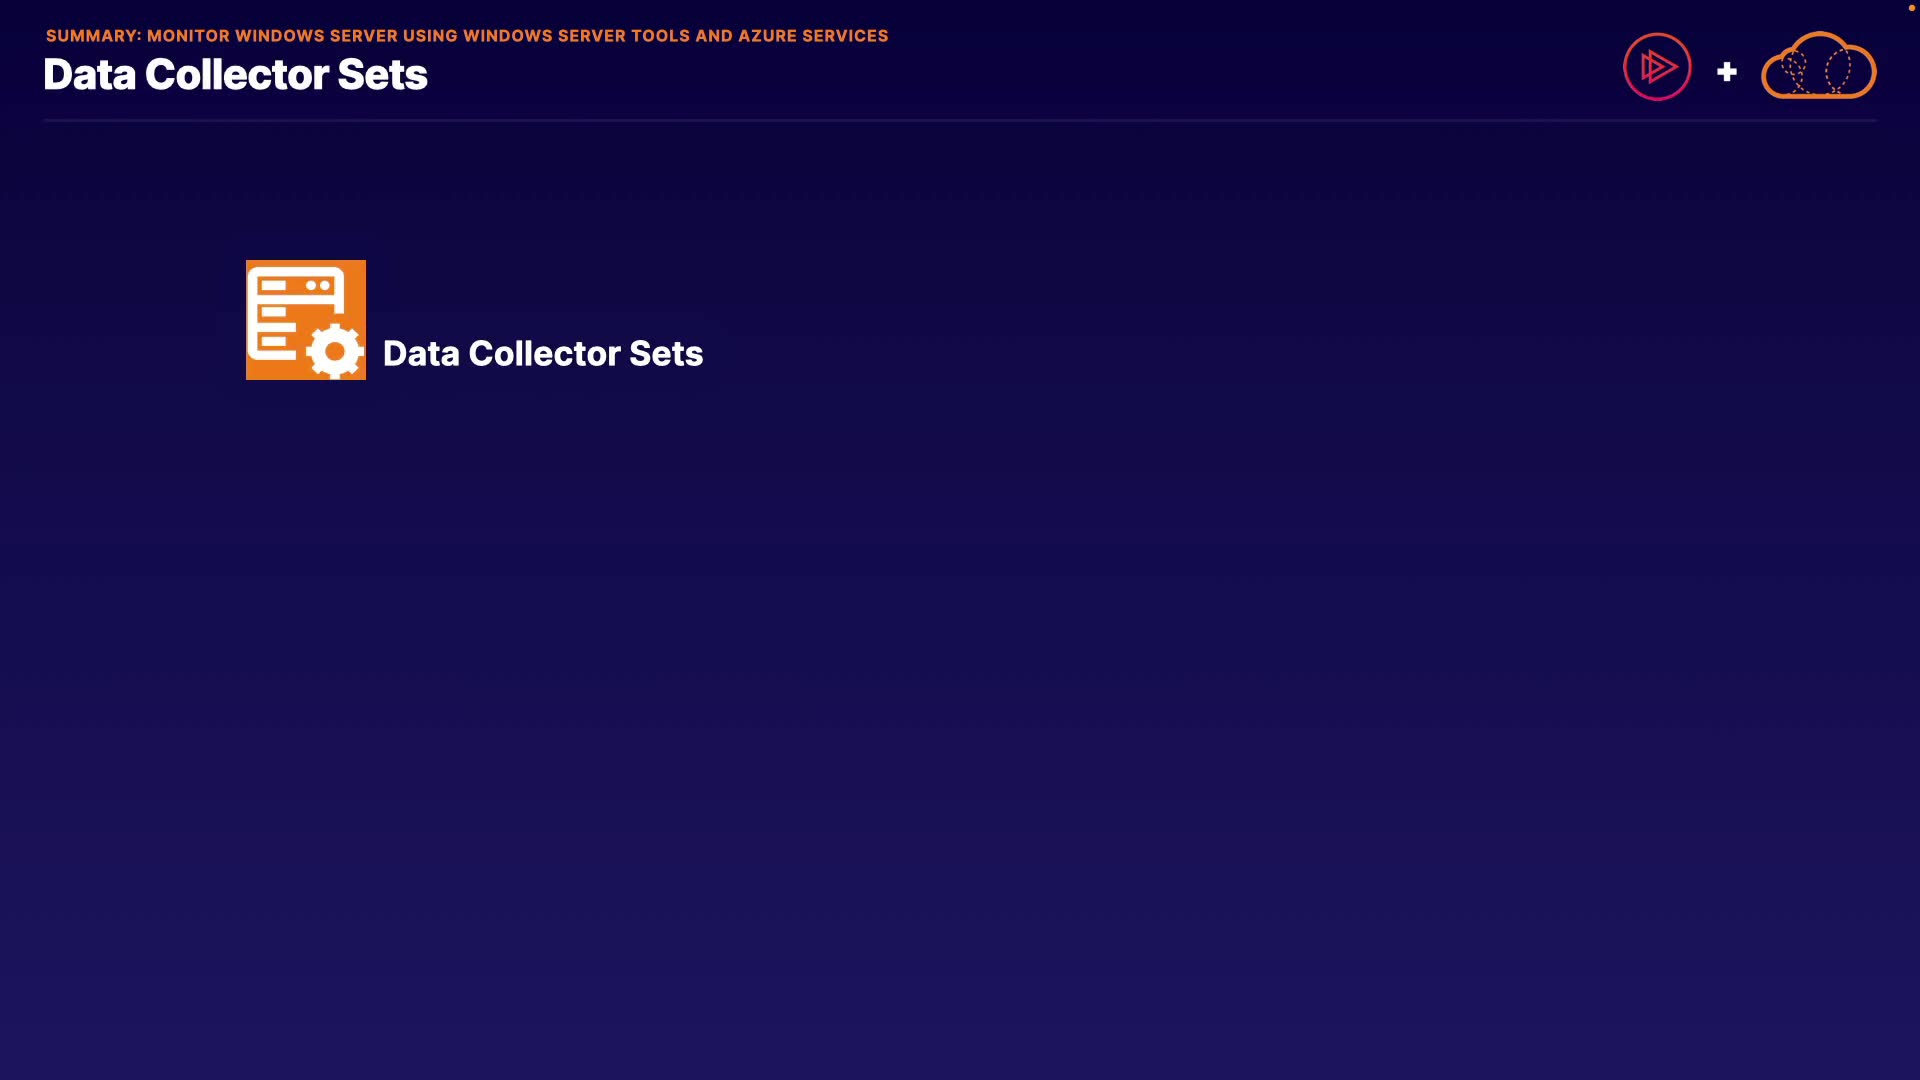 SUMMARY: MONITOR WINDOWS SERVER USING WINDOWS SERVER TOOLS AND AZURE SERVICES
Data Collector Sets
+
Data Collector Sets